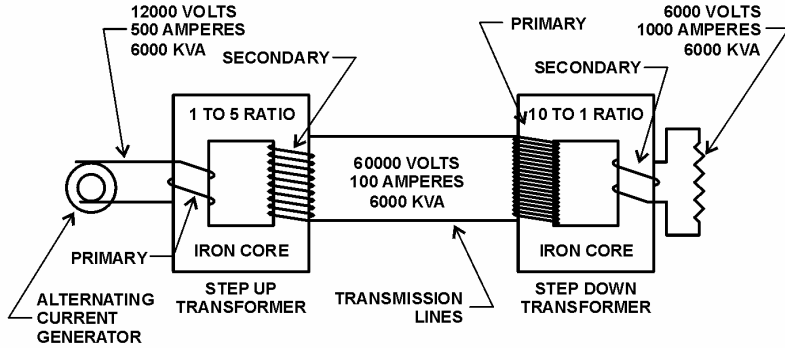 12000 VOLTS
500 AMPERES
6000 KVA
SECONDARY
PRIMARY
6000 VOLTS
1000 AMPERES
6000 KVA
SECONDARY
1 TO 5 RATIO
10 TO 1 RATIO
60000 VOLTS
100 AMPERES
6000 KVA
PRIMARY
IRON CORE
IRON CORE
ALTERNATING
CURRENT
GENERATOR
STEP UP
TRANSFORMER
TRANSMISSION
LINES
STEP DOWN
TRANSFORMER